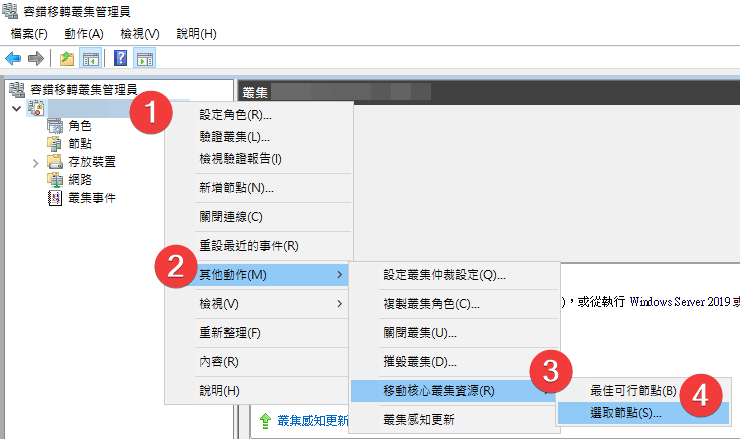 容錯移轉叢集管理員
檔案(F) 動作(A) 檢視(V) 說明(H)
容錯移轉叢集管理員
角色
節點
存放裝置
網路
叢集事件
叢集
1
設定角色(R)...
驗證叢集(L)...
檢視驗證報告(I)
新增節點(N)...
關閉連線(C)
重設最近的事件(R)
2
其他動作(M)
檢視(V)
重新整理(F)
內容(R)
說明(H)
設定叢集仲裁設定(Q)...
複製叢集角色(C)...
關閉叢集(U)...
摧毀叢集(D)...
3
移動核心叢集資源(R)
叢集感知更新
最佳可行節點(B)
4
選取節點(S)...
)，或從執行 Windows Server 2019 或
叢集感知更新